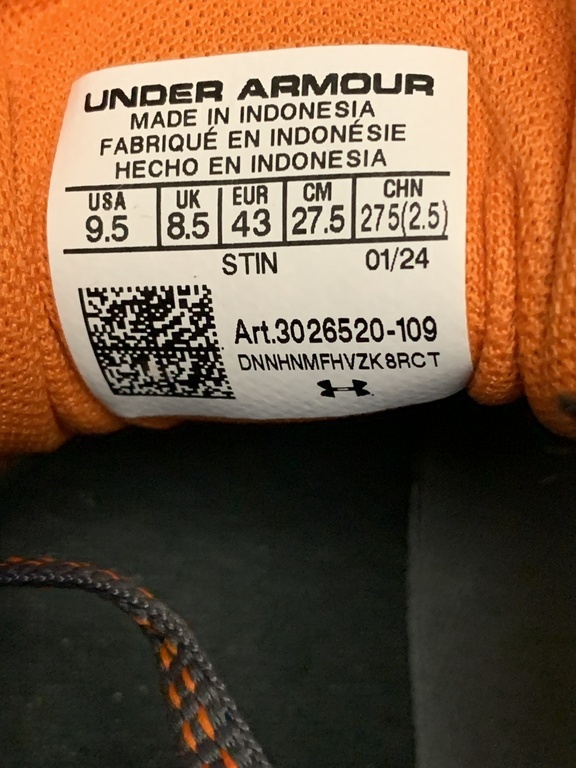 UNDER ARMOUR
MADE IN INDONESIA
FABRIQUÉ EN INDONÉSIE
HECHO EN INDONESIA
USA UK EUR CM CHN
9.5 8.5 43 27.5 275(2.5)
STIN 01/24
Art.3026520-109
DNNHNMFHVZK8RCT